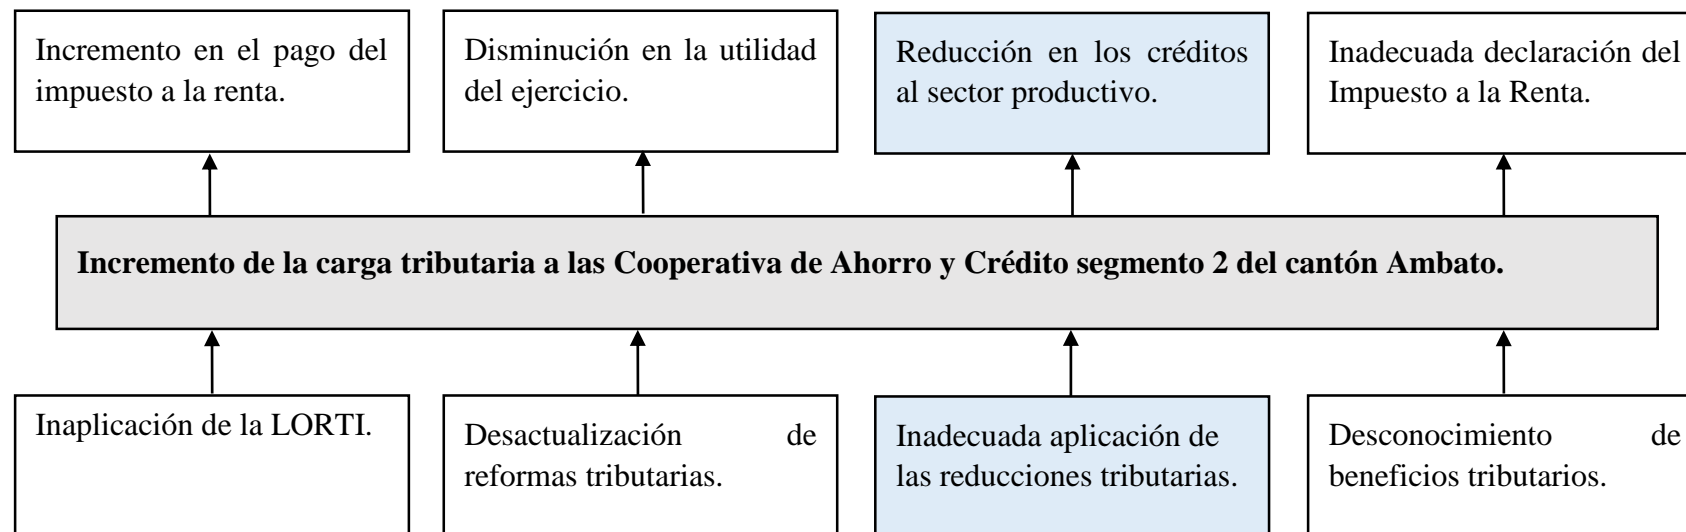 Incremento en el pago del
impuesto a la renta.
Disminución en la utilidad
del ejercicio.
Reducción en los créditos
al sector productivo.
Inadecuada declaración del
Impuesto a la Renta.
Incremento de la carga tributaria a las Cooperativa de Ahorro y Crédito segmento 2 del cantón Ambato.
Inaplicación de la LORTI.
Desactualización de
reformas tributarias.
Inadecuada aplicación de
las reducciones tributarias.
Desconocimiento de
beneficios tributarios.